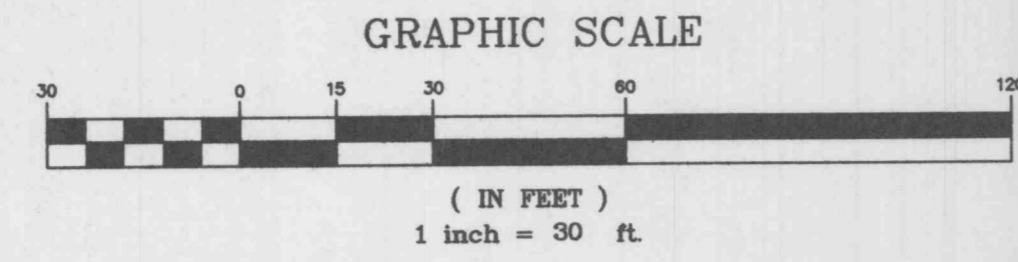 GRAPHIC SCALE
30 0 15 30 60 120
( IN FEET )
1 inch = 30 ft.